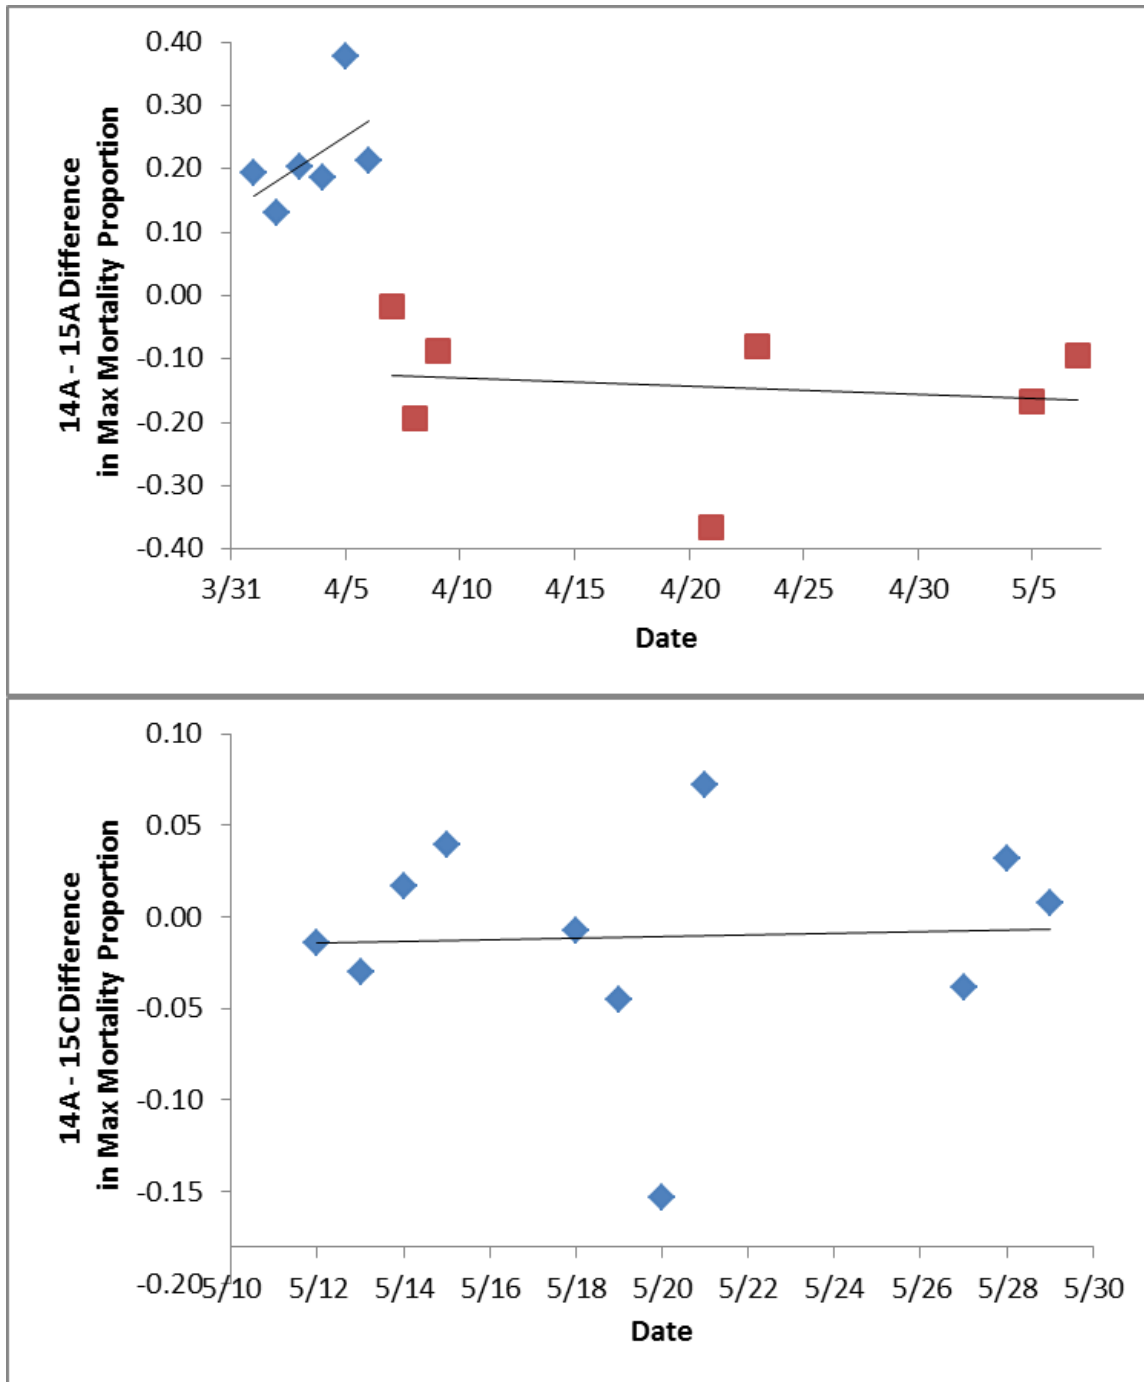 0.40
0.30
0.20
0.10
0.00
-0.10
-0.20
-0.30
-0.40
14A - 15A Difference
in Max Mortality Proportion
3/31 4/5 4/10 4/15 4/20 4/25 4/30 5/5
Date
0.10
0.05
0.00
-0.05
-0.10
-0.15
-0.20
14A - 15C Difference
in Max Mortality Proportion
5/10 5/12 5/14 5/16 5/18 5/20 5/22 5/24 5/26 5/28 5/30
Date